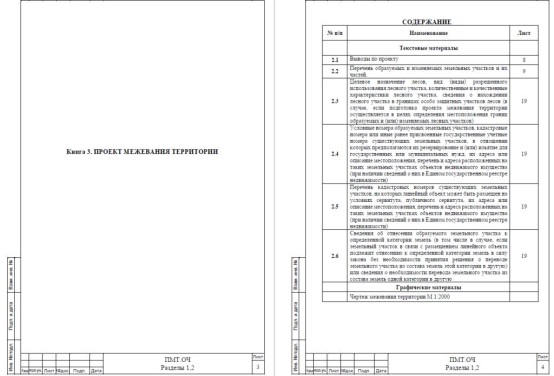 Книга 3. ПРОЕКТ МЕЖЕВАНИЯ ТЕРРИТОРИИ
Взам. инв. №
Подп. и дата
Инв. № подл.
Изм Кол.уч. Лист №док. Подп. Дата
ПМТ.ОЧ
Разделы 1,2
Лист
3
СОДЕРЖАНИЕ
№ п/п Наименование Лист
Текстовые материалы
2.1 Выводы по проекту 8
2.2 Перечень образуемых и изменяемых земельных участков и их
частей. 9
2.3 Целевое назначение лесов, вид (виды) разрешенного
использования лесного участка, количественные и качественные
характеристики лесного участка, сведения о нахождении
лесного участка в границах особо защитных участков лесов (в
случае, если подготовка проекта межевания территории
осуществляется в целях определения местоположения границ
образуемых и (или) изменяемых лесных участков) 19
2.4 Условные номера образуемых земельных участков, кадастровые
номера или иные ранее присвоенные государственные учетные
номера существующих земельных участков, в отношении
которых предполагаются их резервирование и (или) изъятие для
государственных или муниципальных нужд, их адреса или
описание местоположения, перечень и адреса расположенных на
таких земельных участках объектов недвижимого имущества
(при наличии сведений о них в Едином государственном реестре
недвижимости) 19
2.5 Перечень кадастровых номеров существующих земельных
участков, на которых линейный объект может быть размещен на
условиях сервитута, публичного сервитута, их адреса или
описание местоположения, перечень и адреса расположенных на
таких земельных участках объектов недвижимого имущества
(при наличии сведений о них в Едином государственном реестре
недвижимости) 19
2.6 Сведения об отнесении образуемого земельного участка к
определенной категории земель (в том числе в случае, если
земельный участок в связи с размещением линейного объекта
подлежит отнесению к определенной категории земель в силу
закона без необходимости принятия решения о переводе
земельного участка из состава земель этой категории в другую)
или сведения о необходимости перевода земельного участка из
состава земель одной категории в другую 19
Графические материалы
Чертеж межевания территории М 1:2000
Взам. инв. №
Подп. и дата
Инв. № подл.
Изм Кол.уч. Лист №док. Подп. Дата
ПМТ.ОЧ
Разделы 1,2
Лист
4